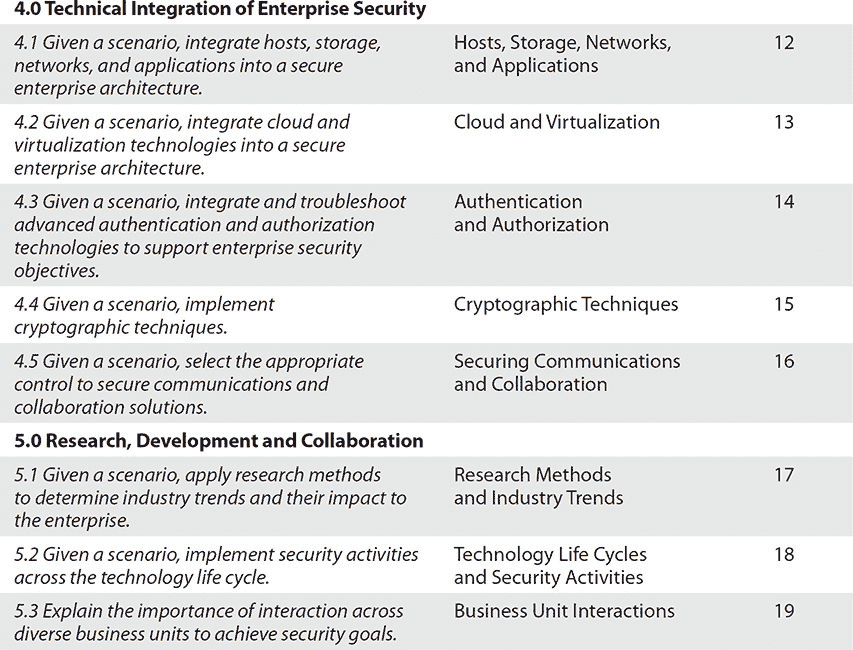 4.0 Technical Integration of Enterprise Security
4.1 Given a scenario, integrate hosts, storage, networks, and applications into a secure enterprise architecture.
Hosts, Storage, Networks, and Applications
12
4.2 Given a scenario, integrate cloud and virtualization technologies into a secure enterprise architecture.
Cloud and Virtualization
13
4.3 Given a scenario, integrate and troubleshoot advanced authentication and authorization technologies to support enterprise security objectives.
Authentication and Authorization
14
4.4 Given a scenario, implement cryptographic techniques.
Cryptographic Techniques
15
4.5 Given a scenario, select the appropriate control to secure communications and collaboration solutions.
Securing Communications and Collaboration
16
5.0 Research, Development and Collaboration
5.1 Given a scenario, apply research methods to determine industry trends and their impact to the enterprise.
Research Methods and Industry Trends
17
5.2 Given a scenario, implement security activities across the technology life cycle.
Technology Life Cycles and Security Activities
18
5.3 Explain the importance of interaction across diverse business units to achieve security goals.
Business Unit Interactions
19